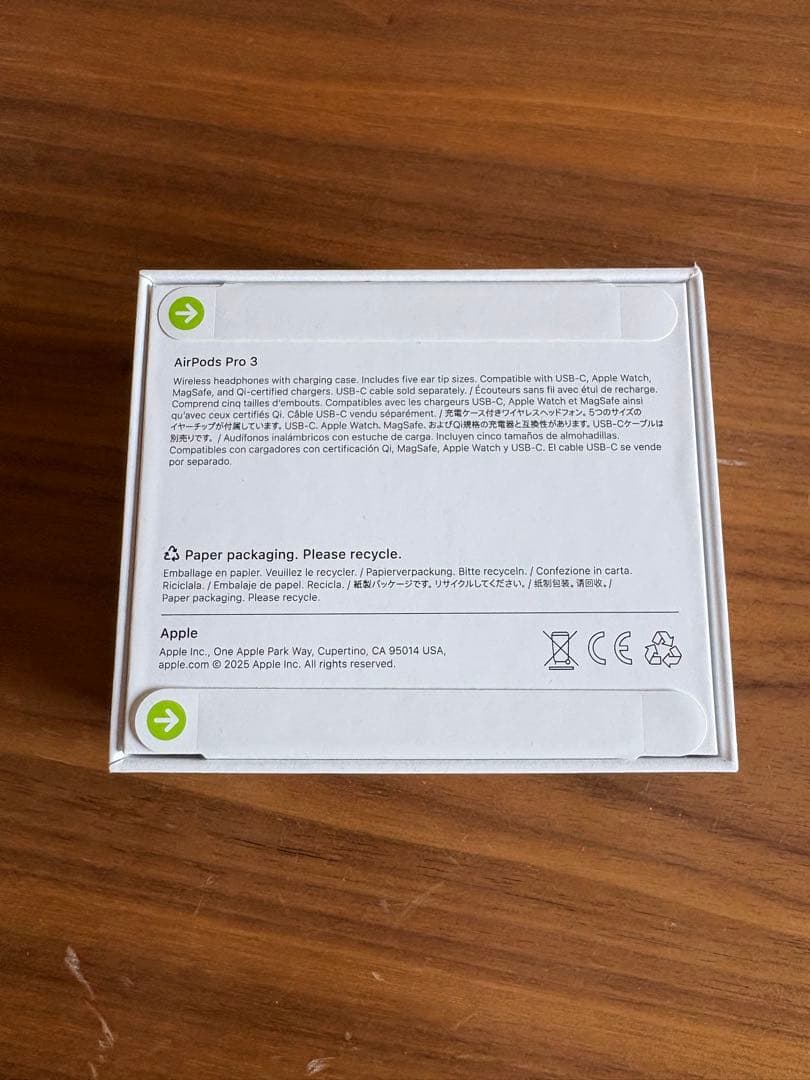 AirPods Pro 3
Wireless headphones with charging case. Includes five ear tip sizes. Compatible with USB-C, Apple Watch,
MagSafe, and Qi-certified chargers. USB-C cable sold separately. / Écouteurs sans fil avec étui de recharge.
Comprend cinq tailles d’embouts. Compatibles avec les chargeurs USB-C, Apple Watch et MagSafe ainsi
qu’avec ceux certifiés Qi. Câble USB-C vendu séparément. / 充電ケース付きワイヤレスヘッドフォン。5つのサイズの
イヤーチップが付属しています。USB-C、Apple Watch、MagSafe、およびQi規格の充電器と互換性があります。USB-Cケーブルは
別売りです。 / Audífonos inalámbricos con estuche de carga. Incluyen cinco tamaños de almohadillas.
Compatibles con cargadores con certificación Qi, MagSafe, Apple Watch y USB-C. El cable USB-C se vende
por separado.
Paper packaging. Please recycle.
Emballage en papier. Veuillez le recycler. / Papierverpackung. Bitte recyceln. / Confezione in carta.
Riciclala. / Embalaje de papel. Recicla. / 紙製パッケージです。リサイクルしてください。 / 纸制包装。请回收。 /
Paper packaging. Please recycle.
Apple
Apple Inc., One Apple Park Way, Cupertino, CA 95014 USA,
apple.com © 2025 Apple Inc. All rights reserved.
CE